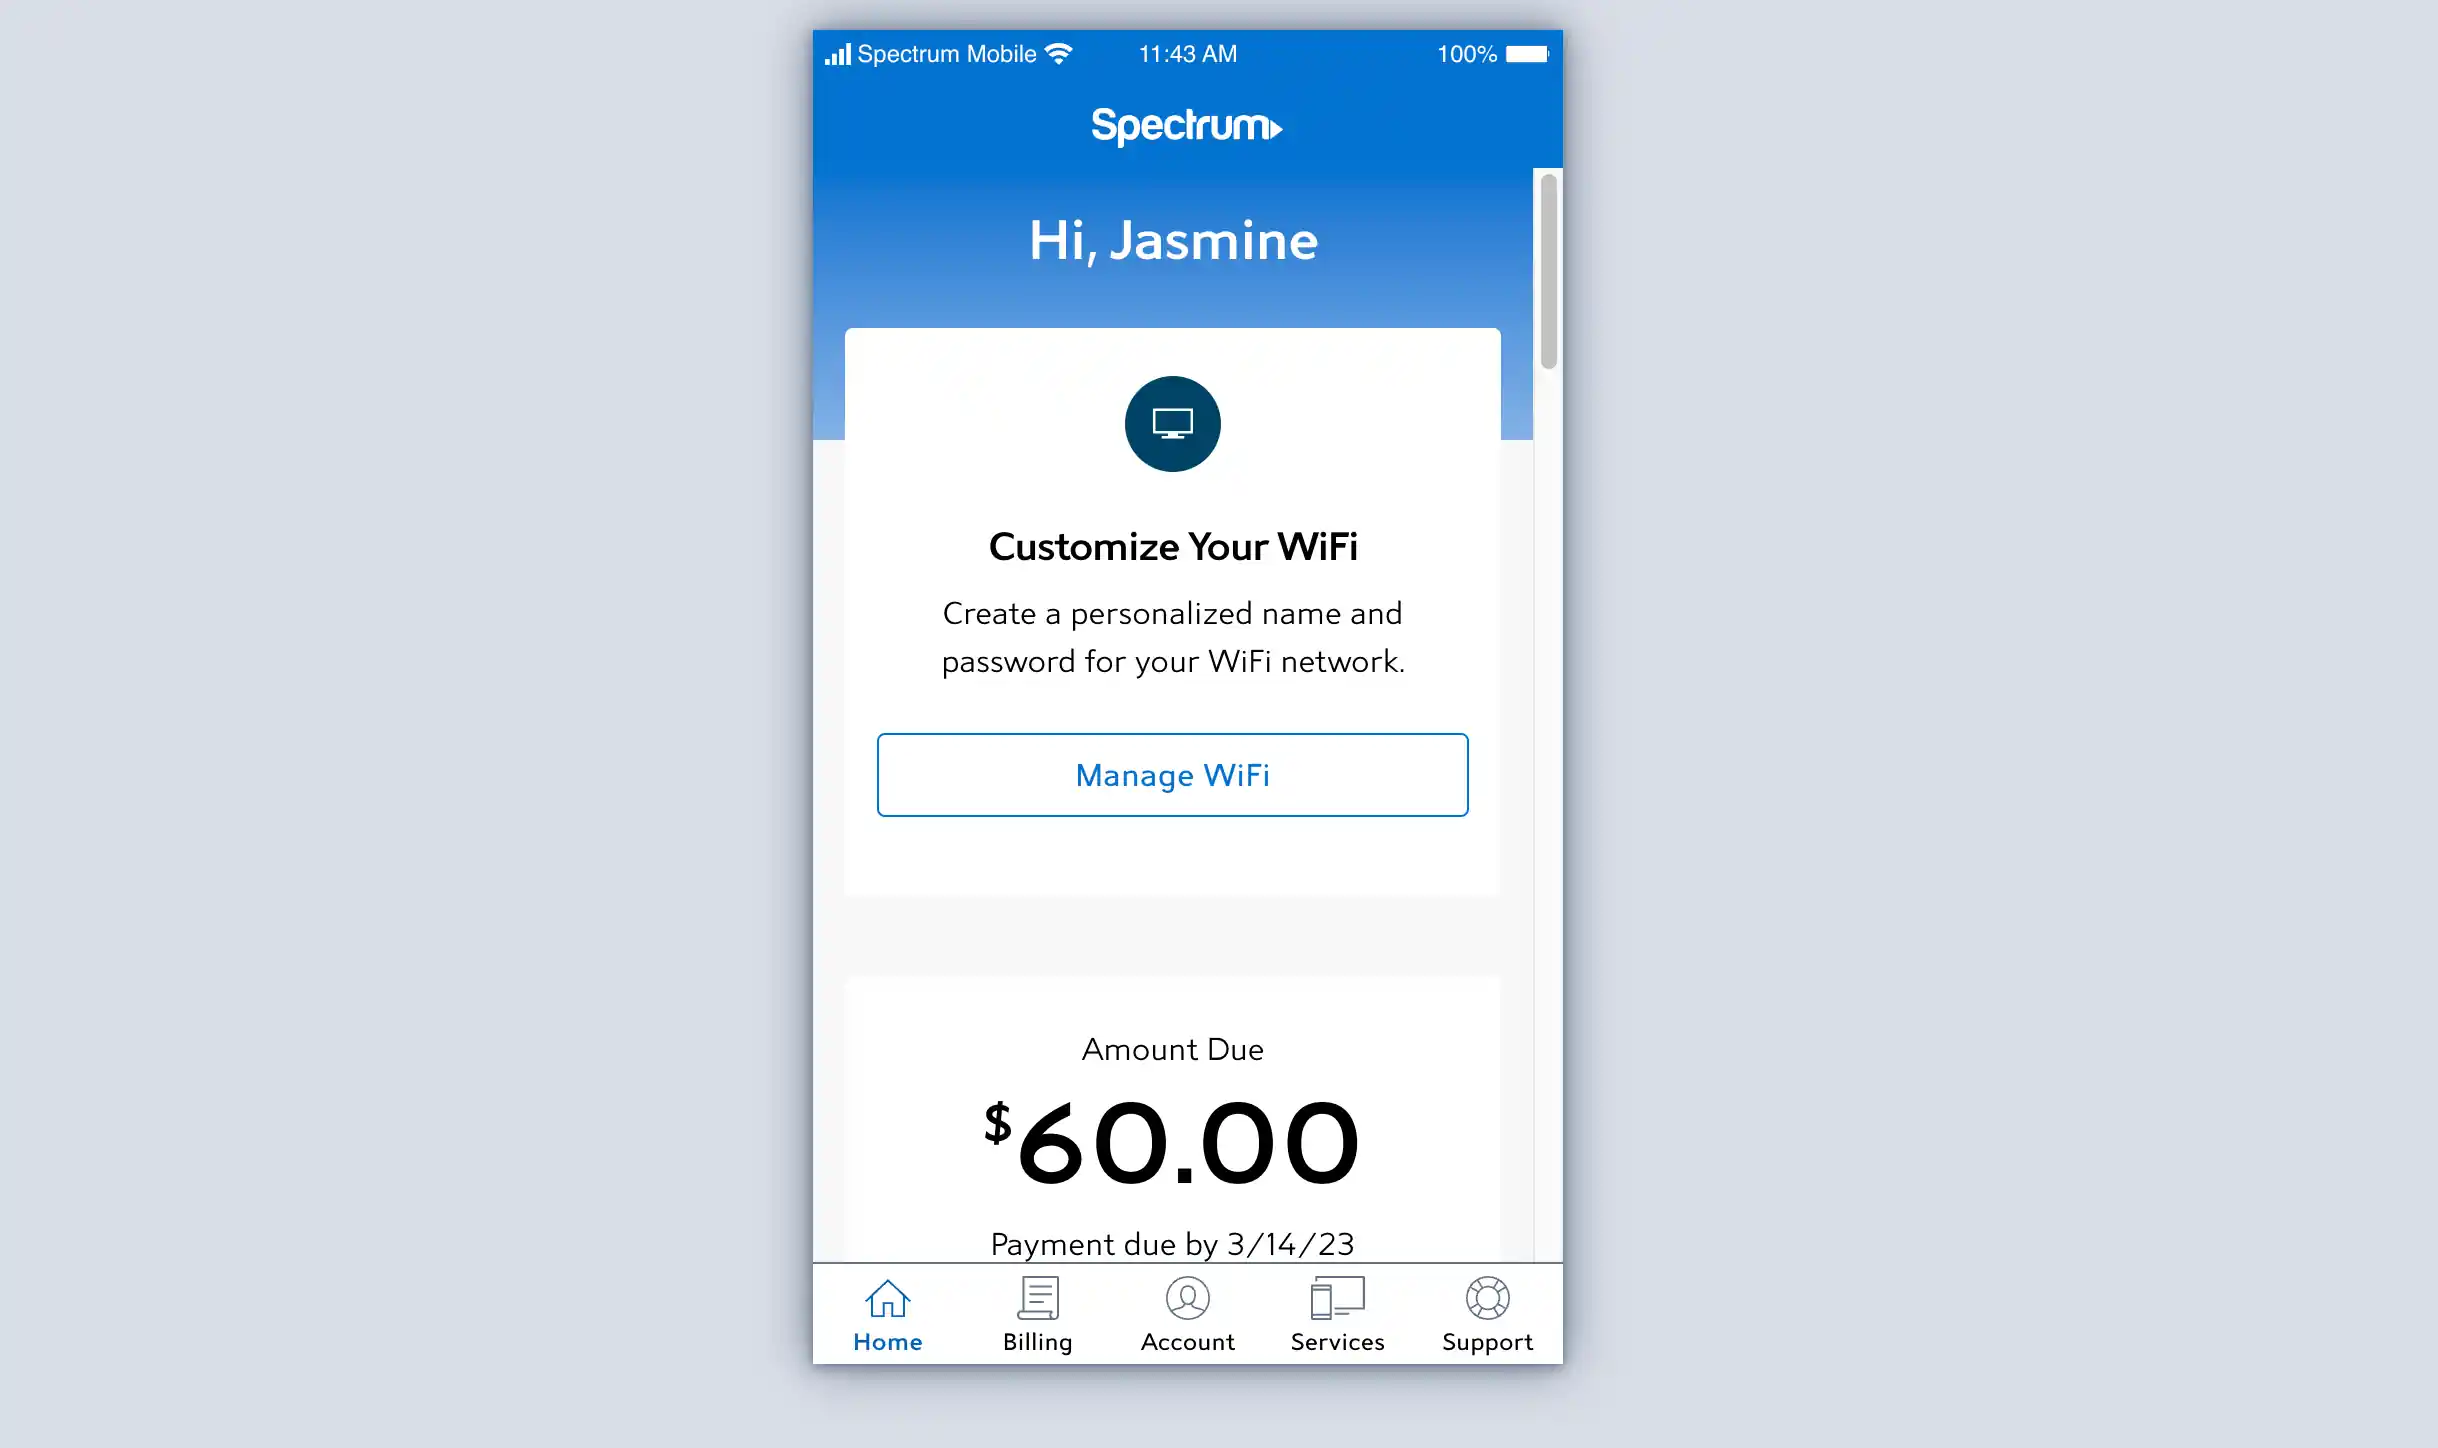 Spectrum Mobile 11:43 AM 100%
Spectrum
Hi, Jasmine
Customize Your WiFi
Create a personalized name and
password for your WiFi network.
Manage WiFi
Amount Due
$60.00
Payment due by 3/14/23
Home Billing Account Services Support